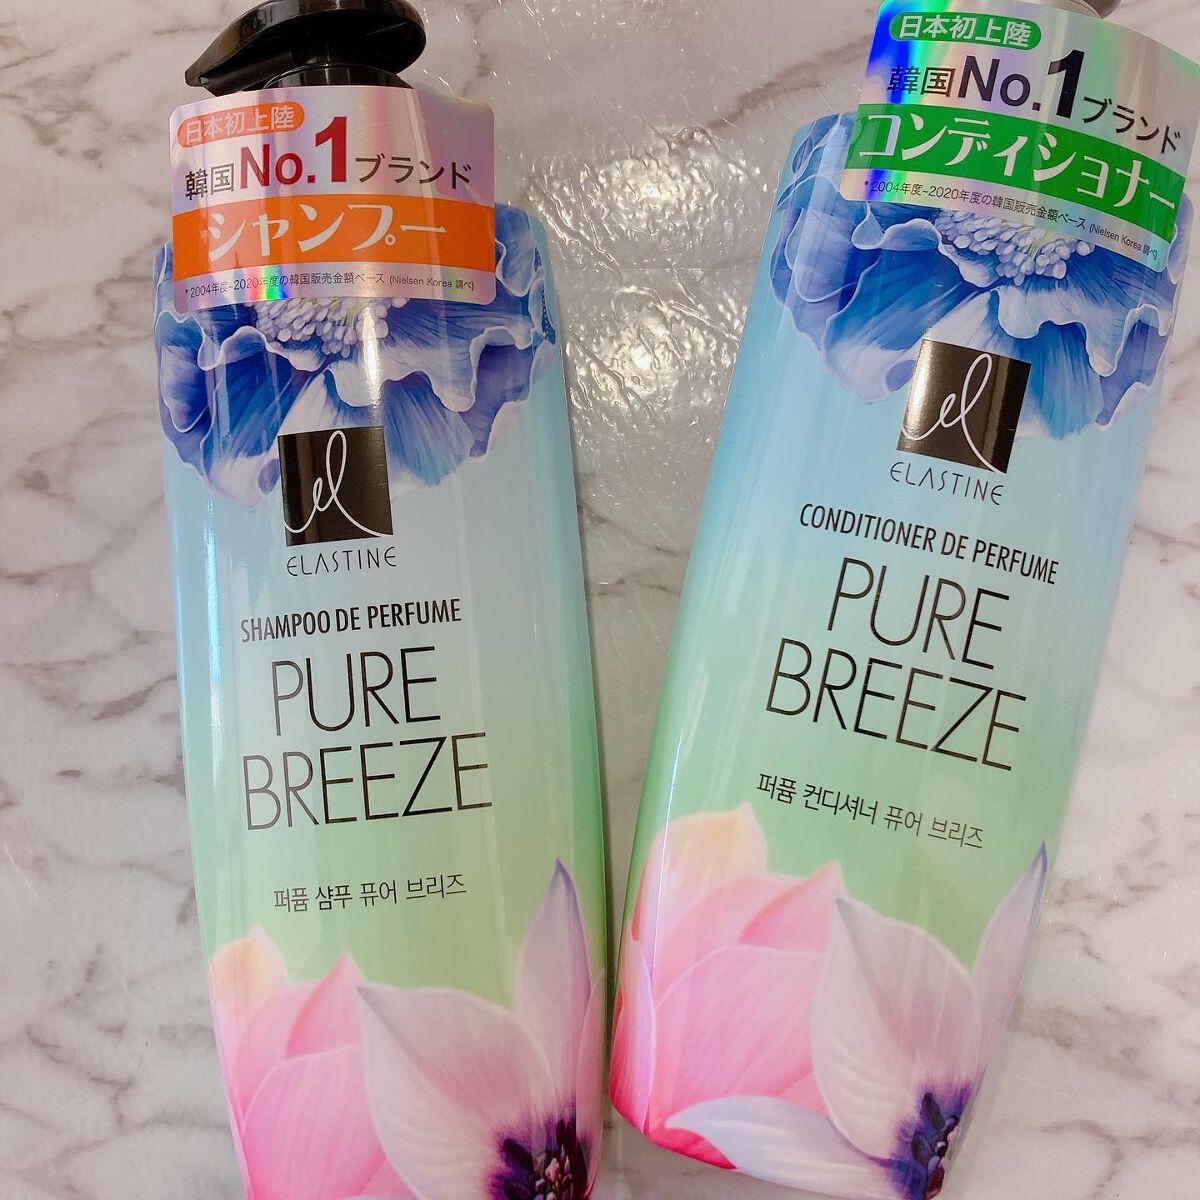 日本初上陸
韓国No.1ブランド
シャンプー
*2004年度~2020年度の韓国販売金額ベース (Nielsen Korea 調べ)
el
ELASTINE
SHAMPOO DE PERFUME
PURE
BREEZE
퍼퓸 샴푸 퓨어 브리즈
日本初上陸
韓国No.1ブランド
コンディショナー
*2004年度~2020年度の韓国販売金額ベース (Nielsen Korea 調べ)
el
ELASTINE
CONDITIONER DE PERFUME
PURE
BREEZE
퍼퓸 컨디셔너 퓨어 브리즈